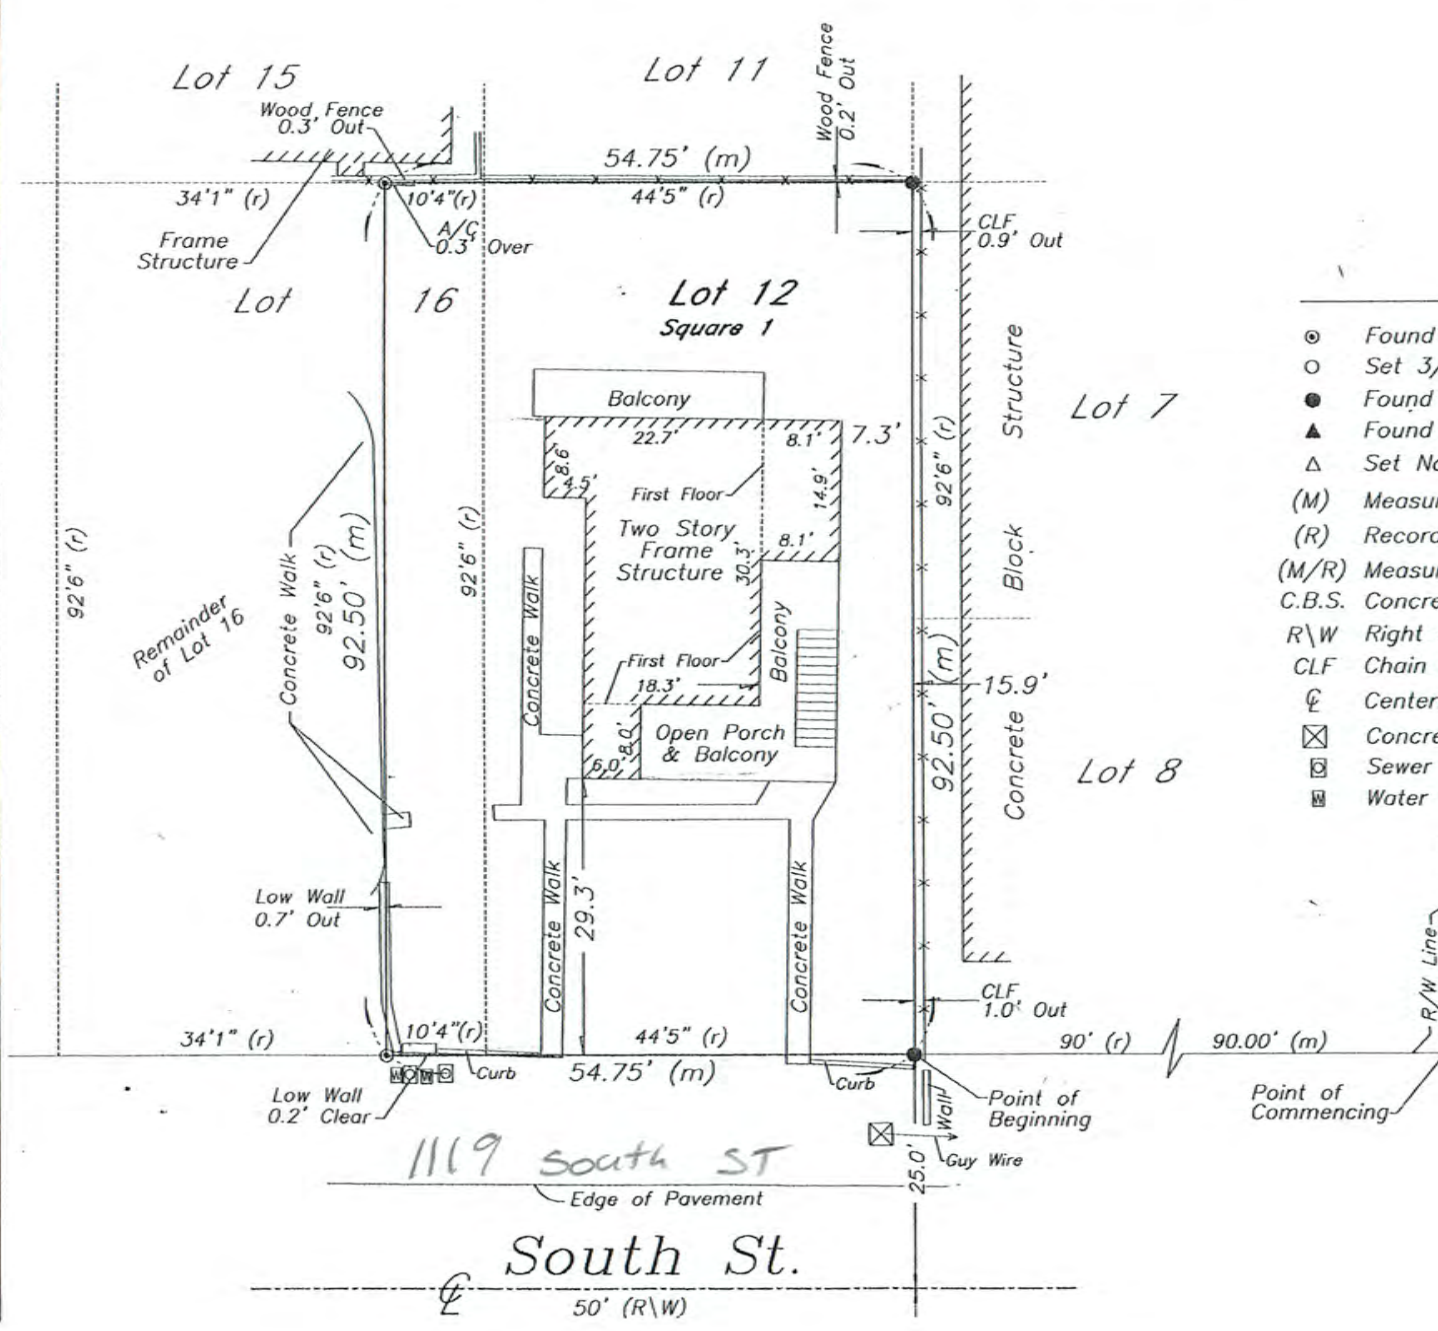 Lot 15
Lot 11
Wood Fence
0.2' Out
Wood Fence
0.3' Out
54.75' (m)
34'1" (r)
10'4"(r)
44'5" (r)
A/C
0.3' Over
Frame
Structure
CLF
0.9' Out
Lot 16
Lot 12
Square 1
Found
Set 3/
Found
Found
Set No
(M) Measu
(R) Record
(M/R) Measu
C.B.S. Concre
R\W Right
CLF Chain
℄ Center
Concre
Sewer
W Water
Structure
Block
Concrete
Lot 7
Lot 8
Balcony
22.7'
8.1'
7.3'
8.6'
4.5'
14.9'
First Floor
Two Story
Frame
Structure
30.3'
8.1'
92'6" (r)
92'6" (r)
92.50' (m)
92'6" (r)
92'6" (r)
92.50' (m)
15.9'
Concrete Walk
Remainder
of Lot 16
Concrete Walk
Balcony
First Floor
18.3'
Open Porch
& Balcony
8.0'
6.0'
29.3'
Concrete Walk
Concrete Walk
Low Wall
0.7' Out
CLF
1.0' Out
34'1" (r)
10'4"(r)
44'5" (r)
90' (r)
90.00' (m)
R/W Line
Curb
54.75' (m)
Curb
W
W
Low Wall
0.2' Clear
Wall
Point of
Beginning
Point of
Commencing
Guy Wire
25.0'
1119 South ST
Edge of Pavement
South St.
℄
50' (R\W)